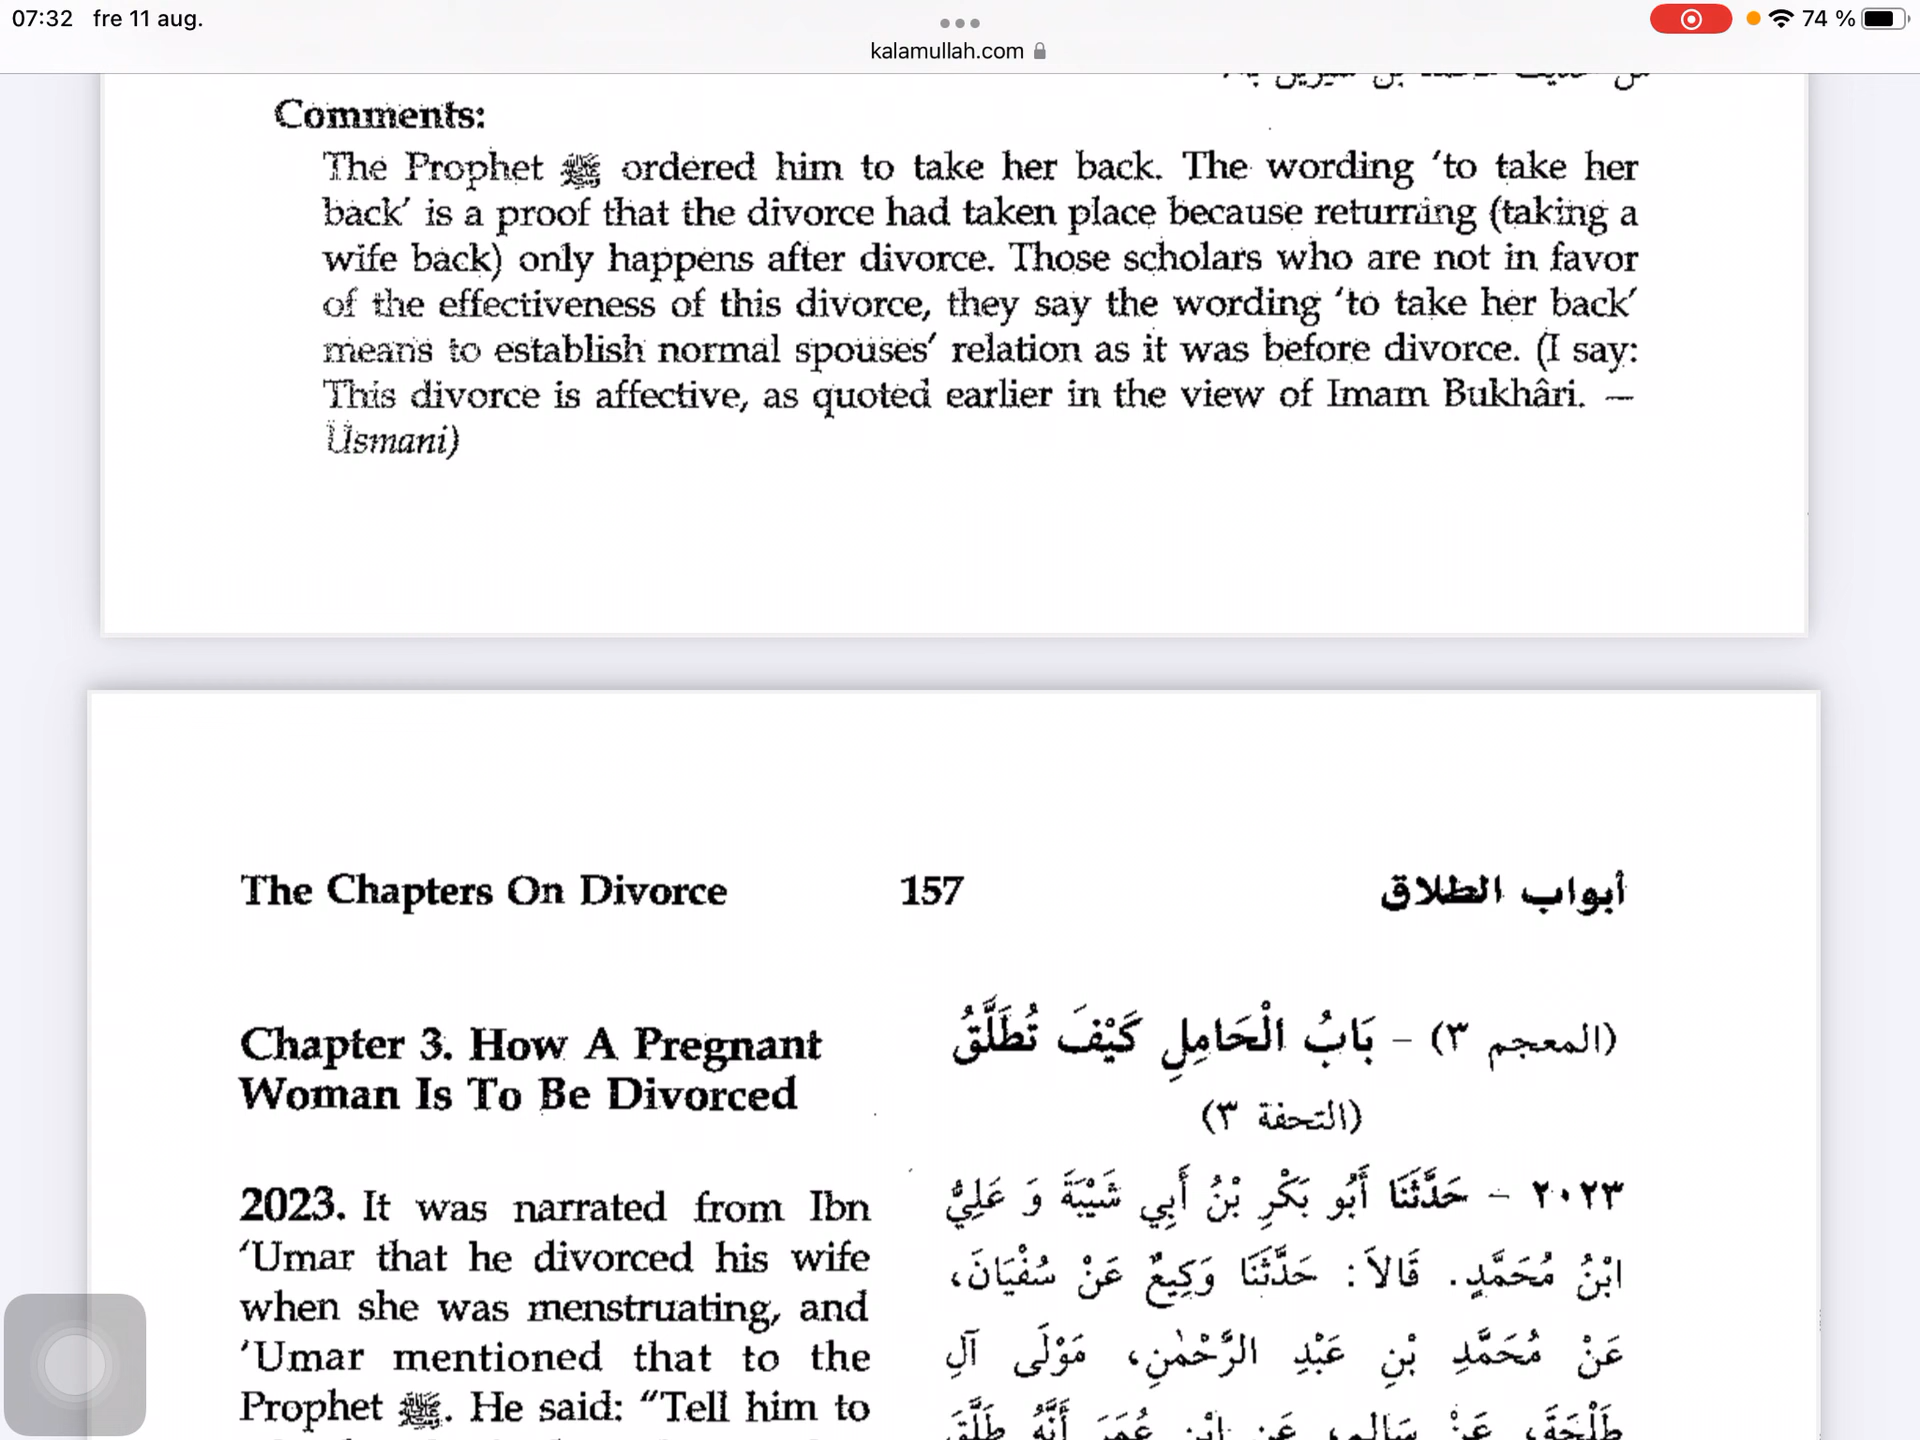 07:32 fre 11 aug.
74 %
kalamullah.com
Comments:
The Prophet ﷺ ordered him to take her back. The wording ‘to take her
back’ is a proof that the divorce had taken place because returning (taking a
wife back) only happens after divorce. Those scholars who are not in favor
of the effectiveness of this divorce, they say the wording ‘to take her back’
means to establish normal spouses’ relation as it was before divorce. (I say:
This divorce is affective, as quoted earlier in the view of Imam Bukhâri. —
Usmani)
The Chapters On Divorce 157 أبواب الطلاق
Chapter 3. How A Pregnant
Woman Is To Be Divorced
2023. It was narrated from Ibn
‘Umar that he divorced his wife
when she was menstruating, and
’Umar mentioned that to the
Prophet ﷺ. He said: “Tell him to
(المعجم ٣) – بَابُ الْحَامِلِ كَيْفَ تُطَلَّقُ
(التحفة ٣)
٢٠٢٣ – حَدَّثَنَا أَبُو بَكْرِ بْنُ أَبِي شَيْبَةَ وَ عَلِيُّ
ابْنُ مُحَمَّدٍ. قَالاَ: حَدَّثَنَا وَكِيعٌ عَنْ سُفْيَانَ،
عَنْ مُحَمَّدِ بْنِ عَبْدِ الرَّحْمٰنِ، مَوْلَى آلِ
طَلْحَةَ، عَنْ سَالِمٍ، عَنِ ابْنِ عُمَرَ أَنَّهُ طَلَّقَ